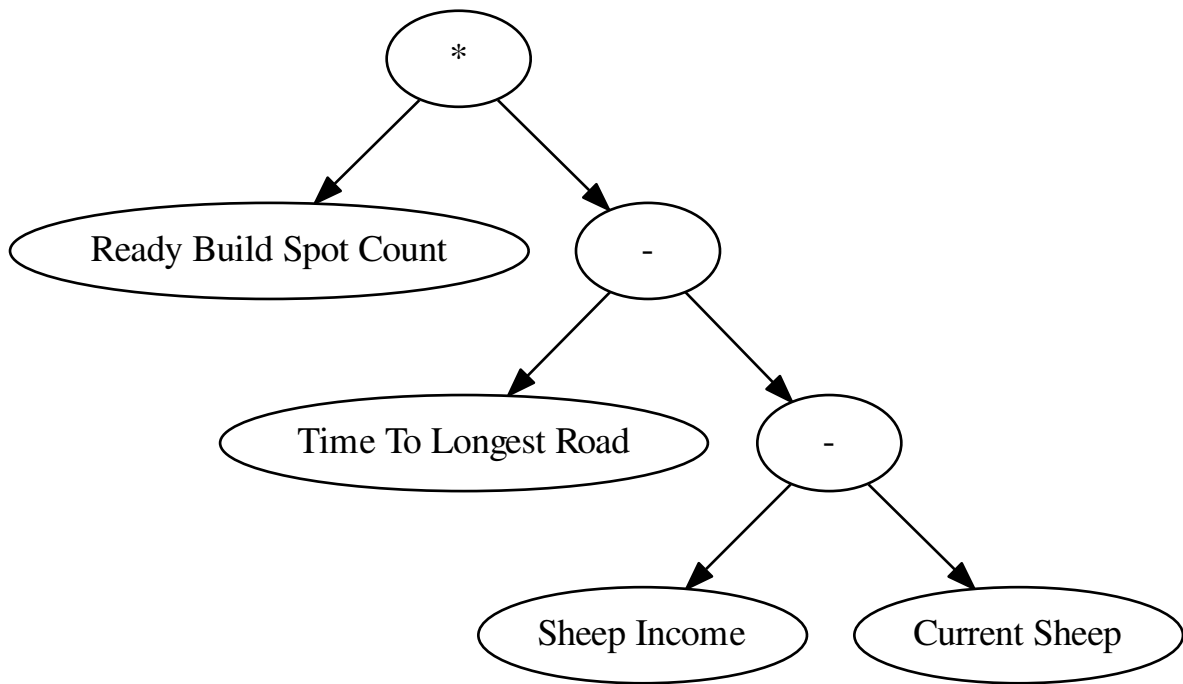 *
Ready Build Spot Count
-
Time To Longest Road
-
Sheep Income
Current Sheep